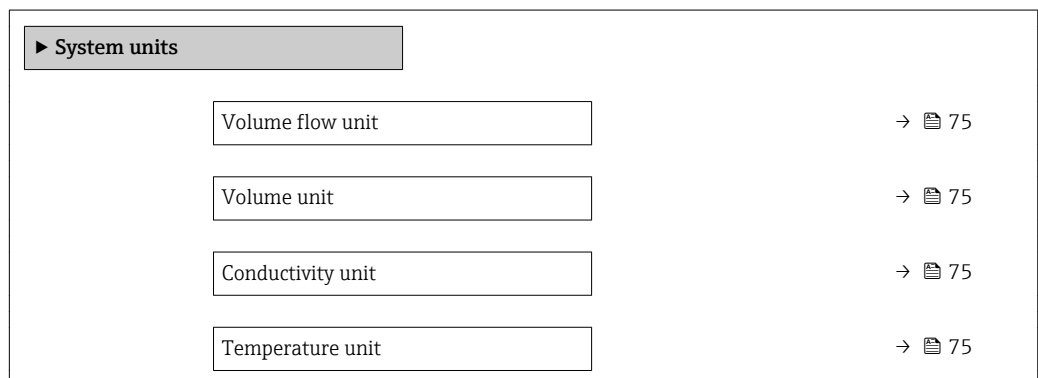 ▶ System units
Volume flow unit → 75
Volume unit → 75
Conductivity unit → 75
Temperature unit → 75